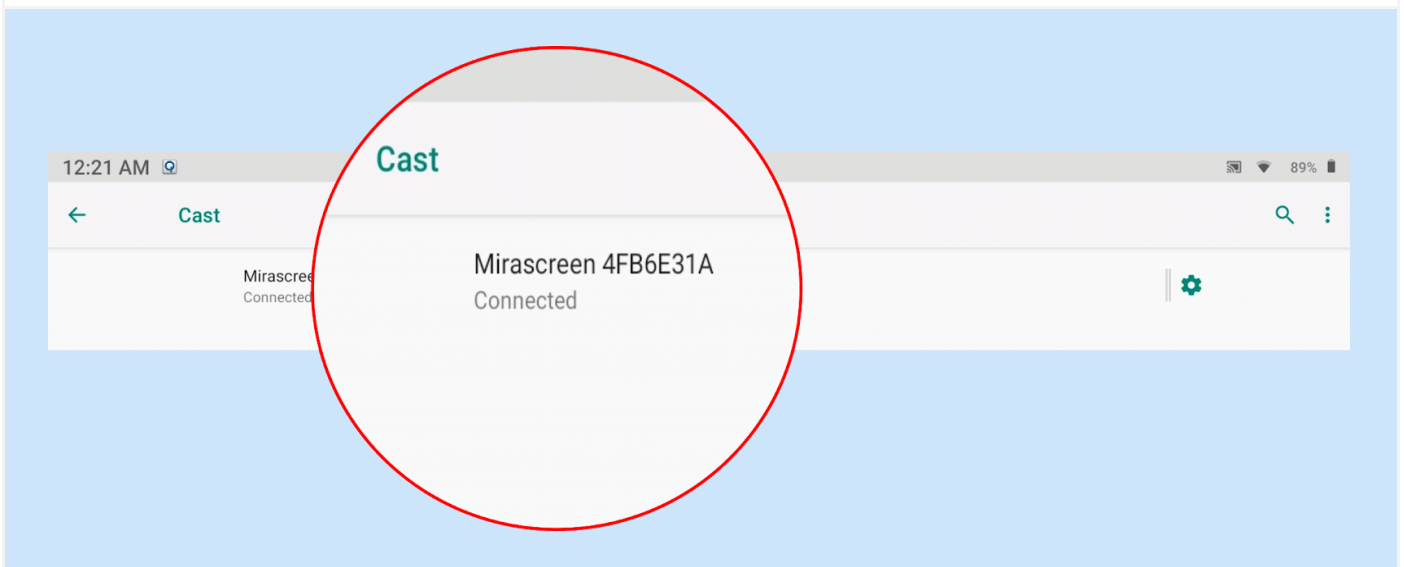 12:21 AM 89%
Cast
Mirascree
Connected
Cast
Mirascreen 4FB6E31A
Connected